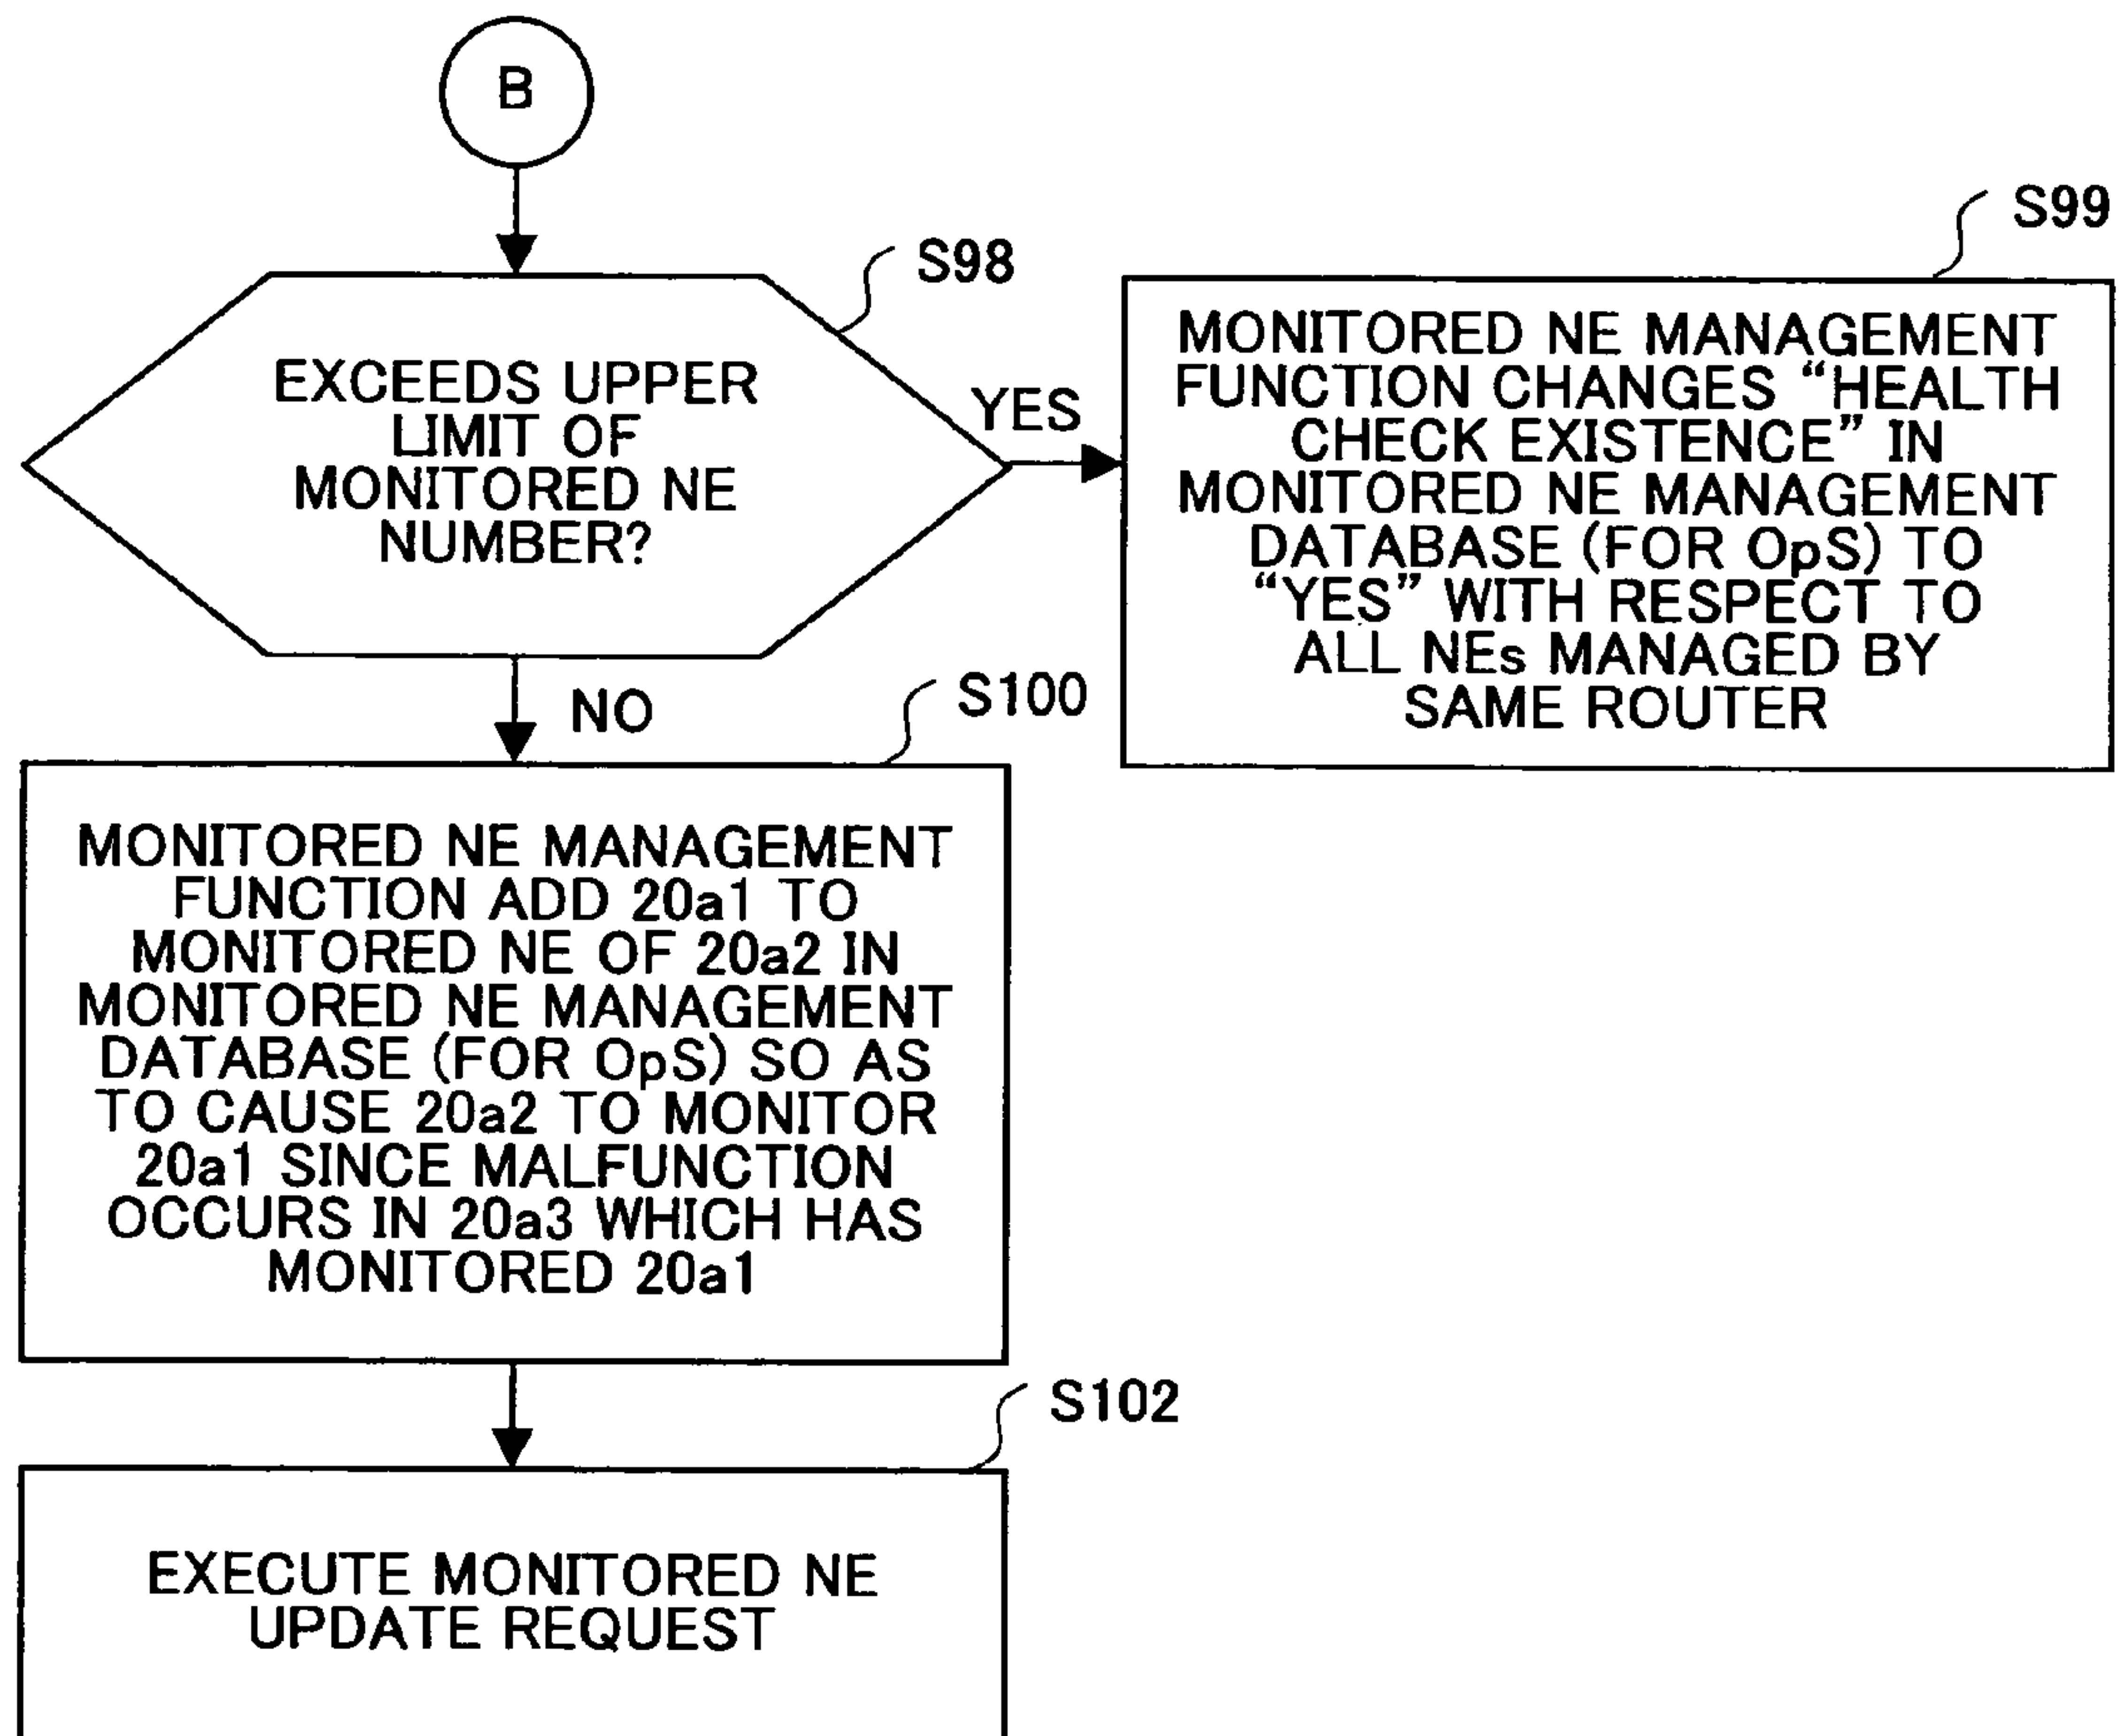 B
S98
EXCEEDS UPPER
LIMIT OF
MONITORED NE
NUMBER?
YES
S99
MONITORED NE MANAGEMENT
FUNCTION CHANGES “HEALTH
CHECK EXISTENCE” IN
MONITORED NE MANAGEMENT
DATABASE (FOR OpS) TO
“YES” WITH RESPECT TO
ALL NEs MANAGED BY
SAME ROUTER
NO
S100
MONITORED NE MANAGEMENT
FUNCTION ADD 20a1 TO
MONITORED NE OF 20a2 IN
MONITORED NE MANAGEMENT
DATABASE (FOR OpS) SO AS
TO CAUSE 20a2 TO MONITOR
20a1 SINCE MALFUNCTION
OCCURS IN 20a3 WHICH HAS
MONITORED 20a1
S102
EXECUTE MONITORED NE
UPDATE REQUEST